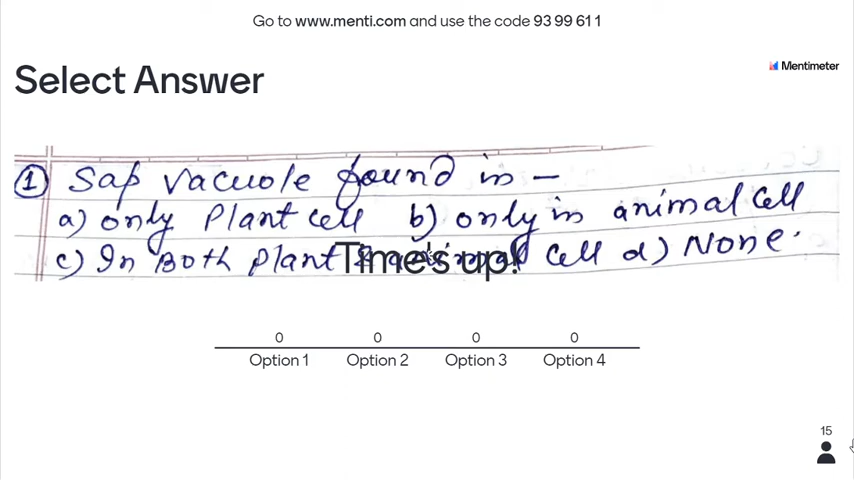 Go to www.menti.com and use the code 93 99 61 1
Mentimeter
Select Answer
① Sap vacuole found in –
a) only Plant cell b) only in animal cell
c) In Both plant & animal cell d) None.
Time's up!
0 0 0 0
Option 1 Option 2 Option 3 Option 4
15